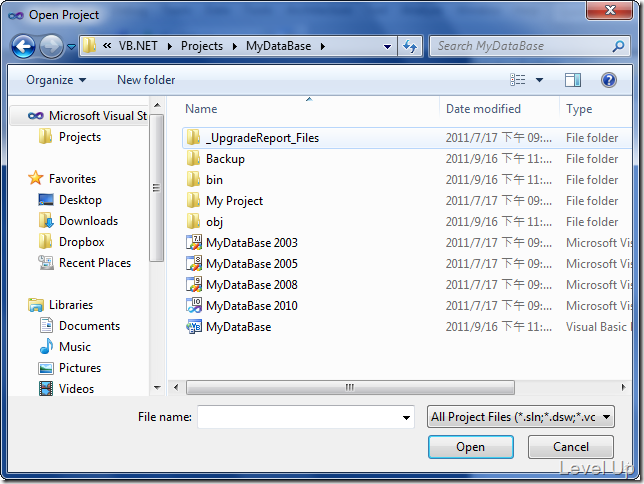 Open Project
« VB.NET Projects MyDataBase Search MyDataBase
Organize New folder
Microsoft Visual St
Projects
Favorites
Desktop
Downloads
Dropbox
Recent Places
Libraries
Documents
Music
Pictures
Videos
Name Date modified Type
_UpgradeReport_Files 2011/7/17 下午 09:... File folder
Backup 2011/9/16 下午 11:... File folder
bin 2011/7/17 下午 09:... File folder
My Project 2011/9/16 下午 11:... File folder
obj 2011/9/16 下午 11:... File folder
MyDataBase 2003 2011/7/17 下午 09:... Microsoft Vis
MyDataBase 2005 2011/7/17 下午 09:... Microsoft Vis
MyDataBase 2008 2011/7/17 下午 09:... Microsoft Vis
MyDataBase 2010 2011/7/17 下午 09:... Microsoft Vis
MyDataBase 2011/9/16 下午 11:... Visual Basic
File name: All Project Files (*.sln;*.dsw;*.vc
Open Cancel
Level Up